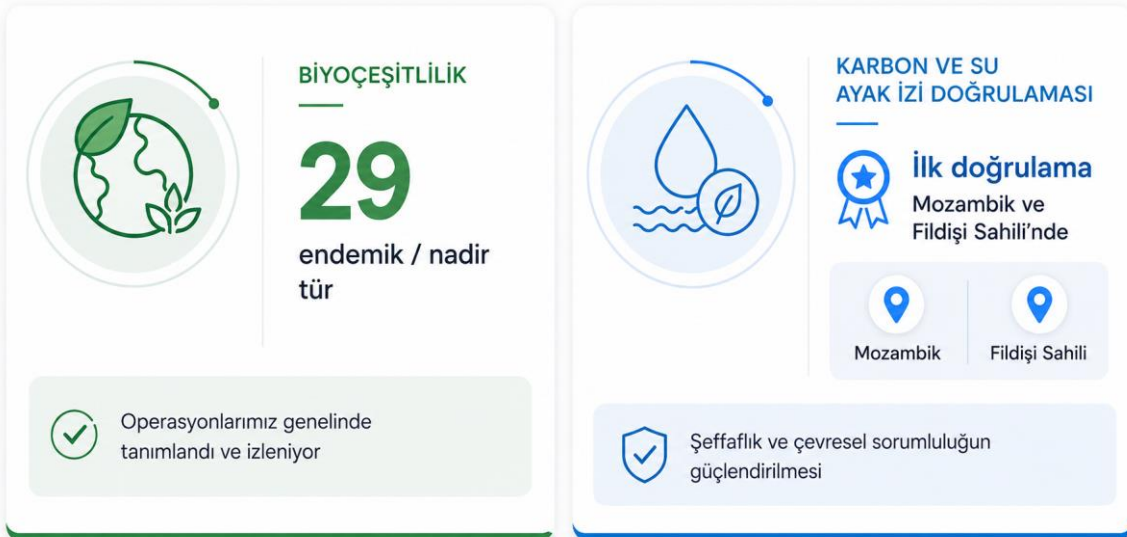 BİYOÇEŞİTLİLİK
29
endemik / nadir
tür
Operasyonlarımız genelinde
tanımlandı ve izleniyor
KARBON VE SU
AYAK İZİ DOĞRULAMASI
İlk doğrulama
Mozambik ve
Fildişi Sahili’nde
Mozambik
Fildişi Sahili
Şeffaflık ve çevresel sorumluluğun
güçlendirilmesi